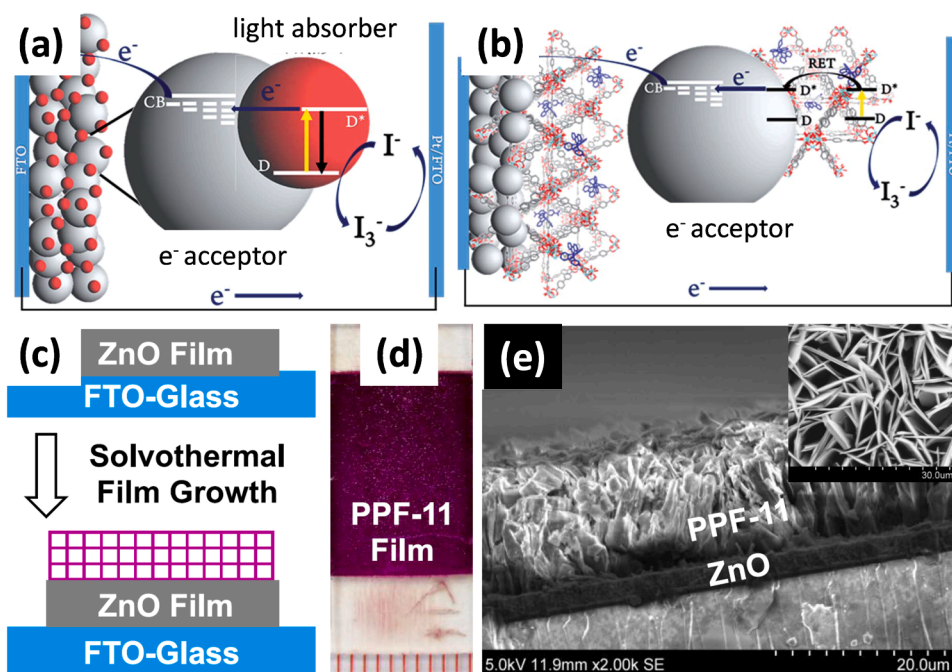 (a)
light absorber
e-
CB
e-
D*
D
I-
I3-
FTO
Pt/FTO
e- acceptor
e-
(b)
RET
e-
CB
e-
D*
D*
D
D
I-
I3-
e- acceptor
e-
(c)
ZnO Film
FTO-Glass
Solvothermal
Film Growth
ZnO Film
FTO-Glass
(d)
PPF-11
Film
(e)
30.0um
PPF-11
ZnO
5.0kV 11.9mm x2.00k SE
20.0um